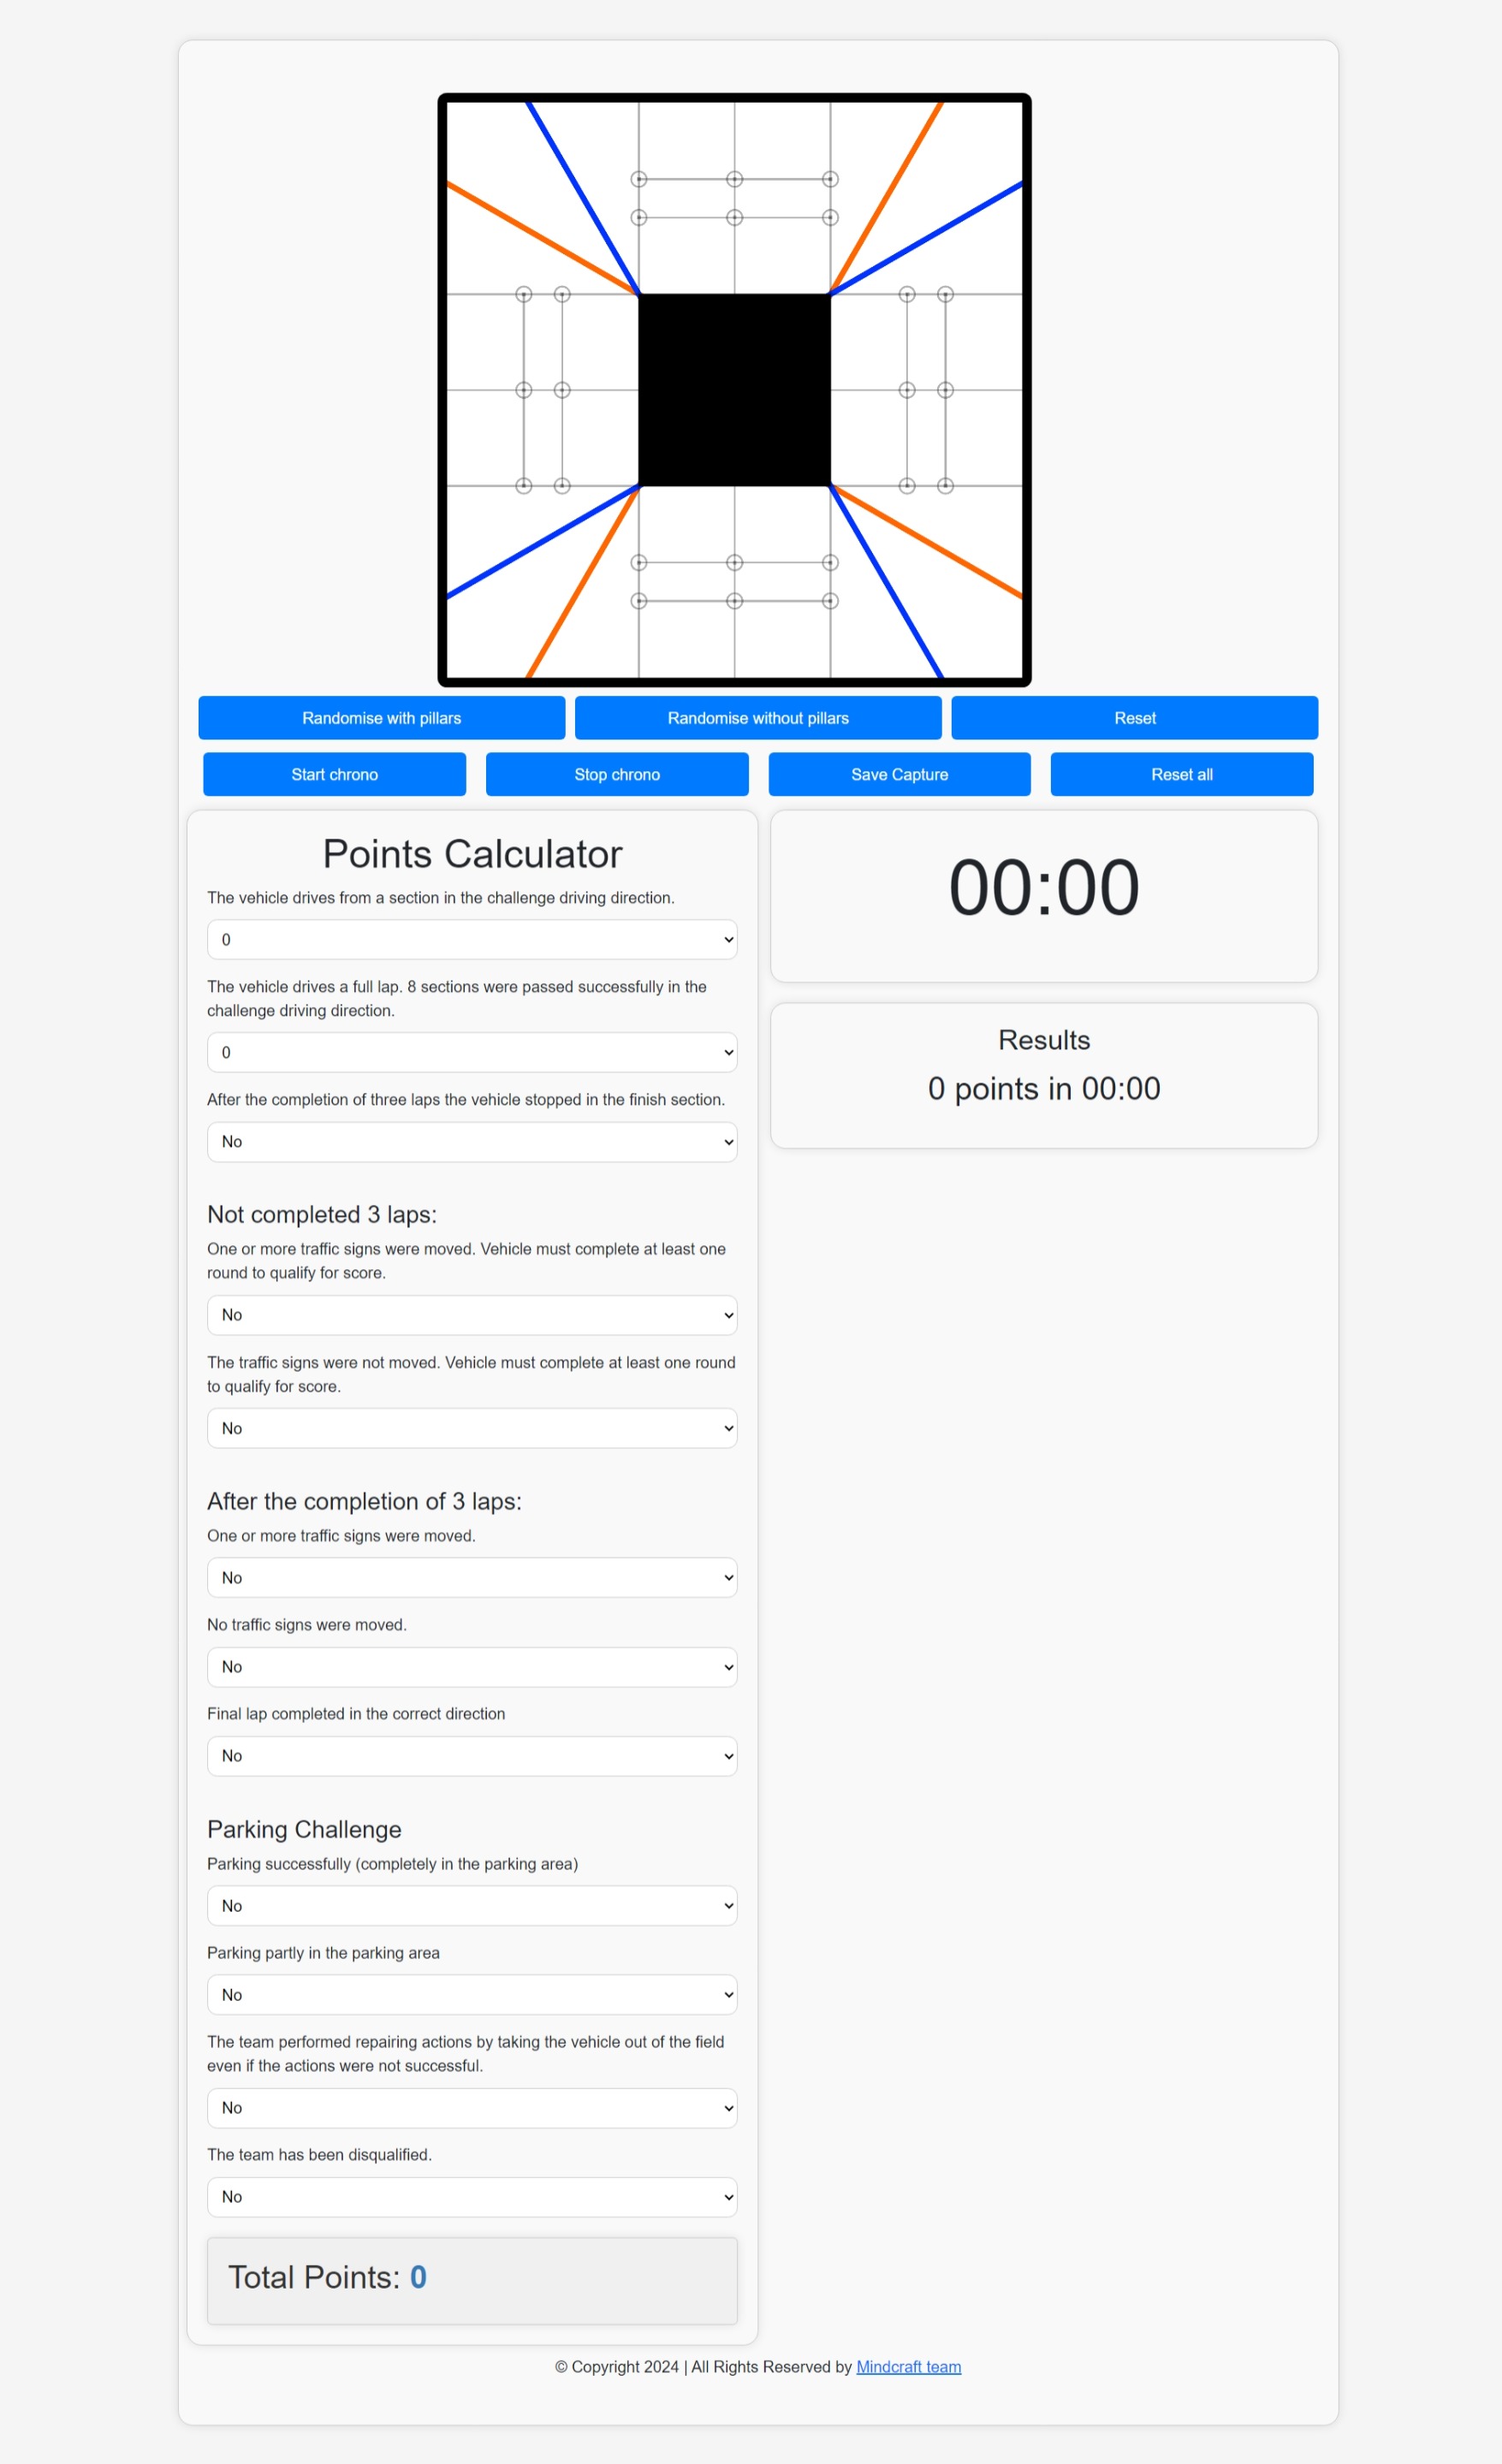 Randomise with pillars
Randomise without pillars
Reset
Start chrono
Stop chrono
Save Capture
Reset all
Points Calculator
The vehicle drives from a section in the challenge driving direction.
0
The vehicle drives a full lap. 8 sections were passed successfully in the
challenge driving direction.
0
After the completion of three laps the vehicle stopped in the finish section.
No
Not completed 3 laps:
One or more traffic signs were moved. Vehicle must complete at least one
round to qualify for score.
No
The traffic signs were not moved. Vehicle must complete at least one round
to qualify for score.
No
After the completion of 3 laps:
One or more traffic signs were moved.
No
No traffic signs were moved.
No
Final lap completed in the correct direction
No
Parking Challenge
Parking successfully (completely in the parking area)
No
Parking partly in the parking area
No
The team performed repairing actions by taking the vehicle out of the field
even if the actions were not successful.
No
The team has been disqualified.
No
Total Points: 0
00:00
Results
0 points in 00:00
© Copyright 2024 | All Rights Reserved by Mindcraft team